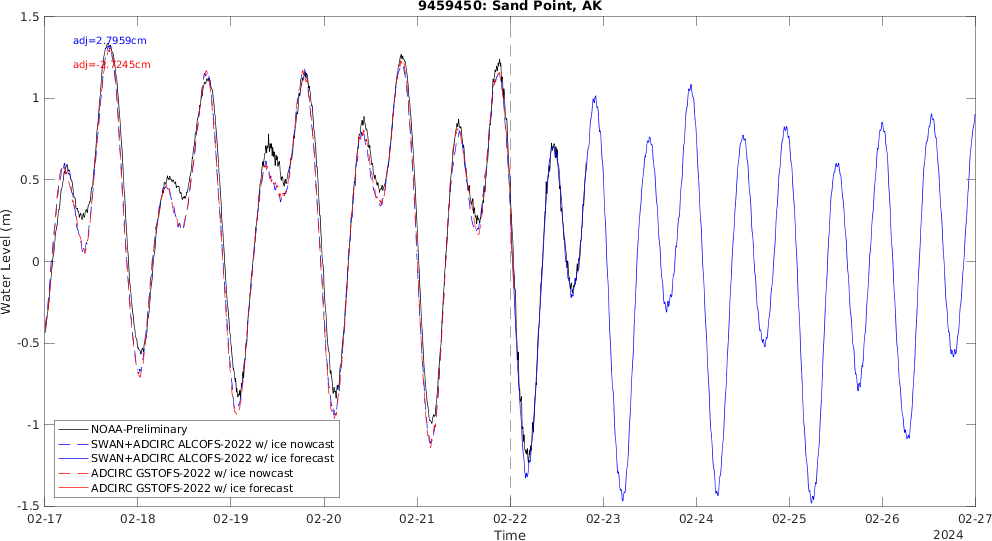 9459450: Sand Point, AK
1.5
adj=2.7959cm
adj=-2.7245cm
1
0.5
0
-0.5
-1
-1.5
Water Level (m)
NOAA-Preliminary
SWAN+ADCIRC ALCOFS-2022 w/ ice nowcast
SWAN+ADCIRC ALCOFS-2022 w/ ice forecast
ADCIRC GSTOFS-2022 w/ ice nowcast
ADCIRC GSTOFS-2022 w/ ice forecast
02-17 02-18 02-19 02-20 02-21 02-22 02-23 02-24 02-25 02-26 02-27
Time
2024